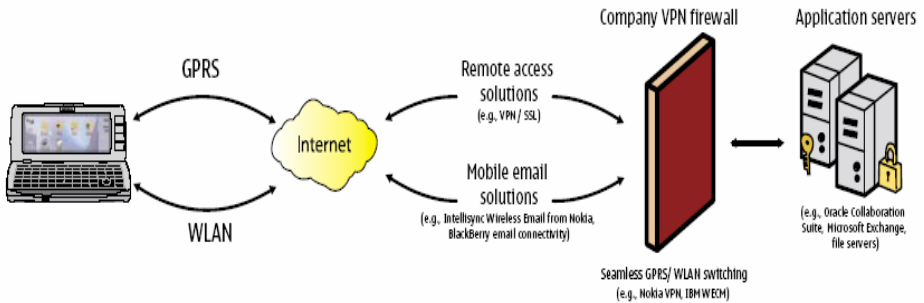 GPRS
WLAN
Internet
Remote access
solutions
(e.g., VPN / SSL)
Mobile email
solutions
(e.g., Intellisync Wireless Email from Nokia,
BlackBerry email connectivity)
Company VPN firewall
Seamless GPRS/ WLAN switching
(e.g., Nokia VPN, IBM WECM)
Application servers
(e.g., Oracle Collaboration
Suite, Microsoft Exchange,
file servers)